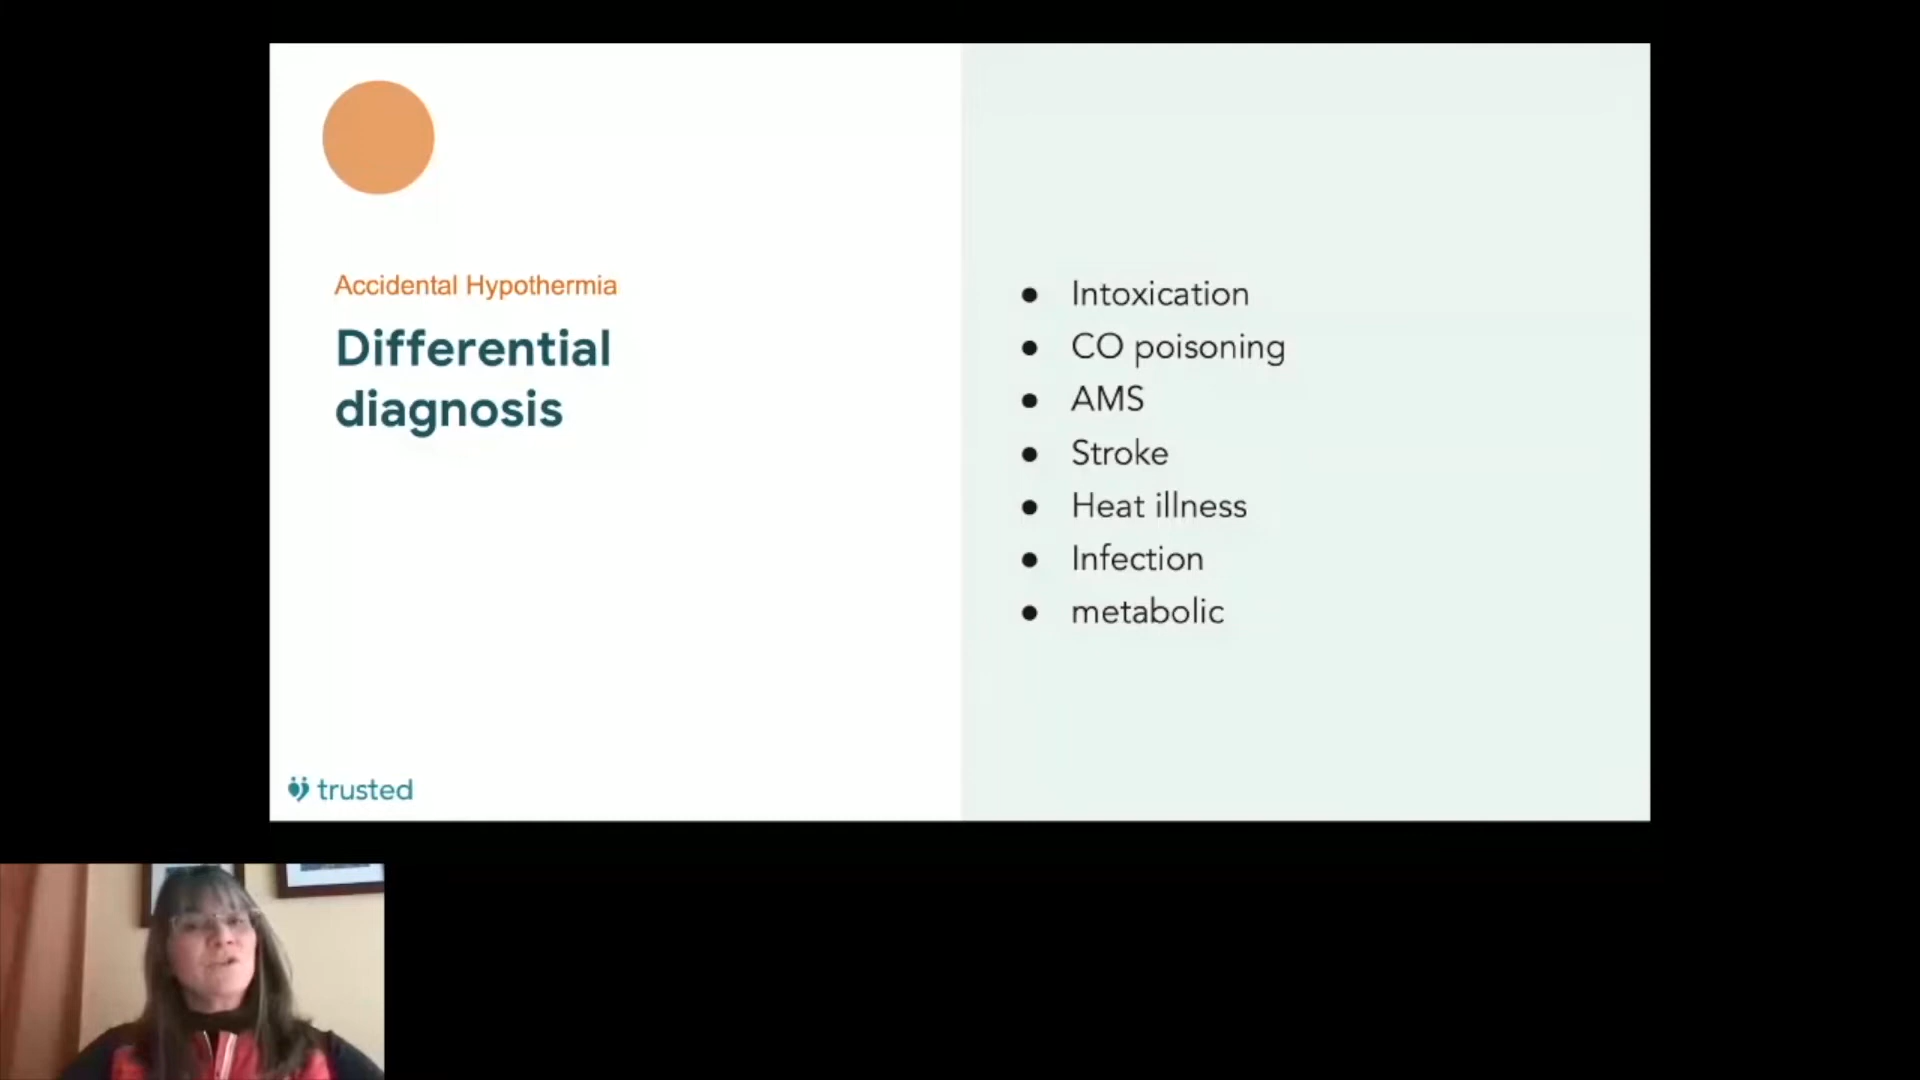 Accidental Hypothermia
Differential
diagnosis
Intoxication
CO poisoning
AMS
Stroke
Heat illness
Infection
metabolic
trusted